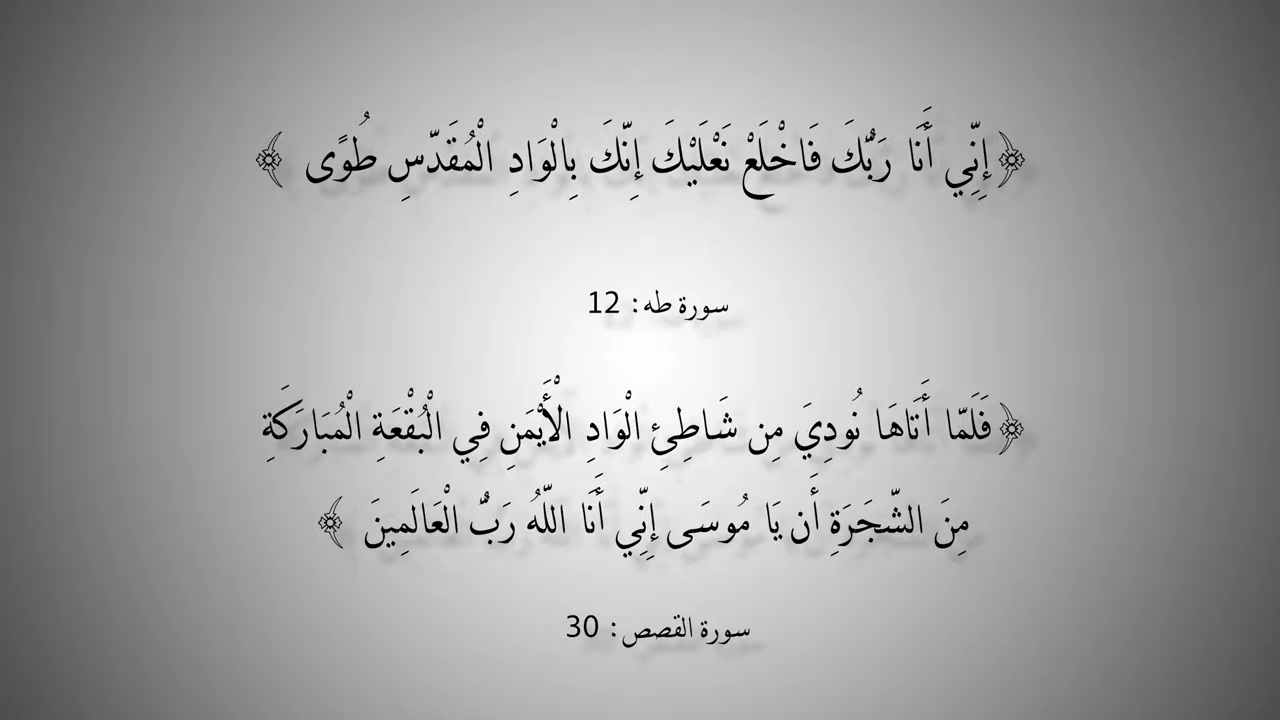 ﴿إِنِّي أَنَا رَبُّكَ فَاخْلَعْ نَعْلَيْكَ إِنَّكَ بِالْوَادِ الْمُقَدَّسِ طُوًى ﴾
سورة طه: 12
﴿فَلَمَّا أَتَاهَا نُودِيَ مِن شَاطِئِ الْوَادِ الْأَيْمَنِ فِي الْبُقْعَةِ الْمُبَارَكَةِ
مِنَ الشَّجَرَةِ أَن يَا مُوسَى إِنِّي أَنَا اللَّهُ رَبُّ الْعَالَمِينَ ﴾
سورة القصص: 30